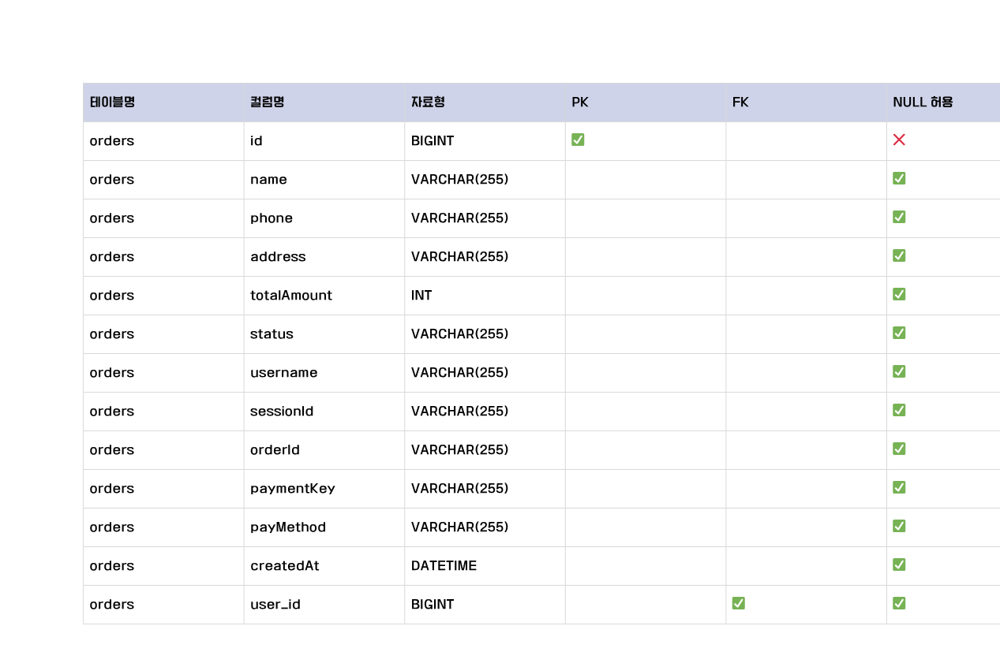 테이블명 컬럼명 자료형 PK FK NULL 허용
orders id BIGINT ✅ ❌
orders name VARCHAR(255) ✅
orders phone VARCHAR(255) ✅
orders address VARCHAR(255) ✅
orders totalAmount INT ✅
orders status VARCHAR(255) ✅
orders username VARCHAR(255) ✅
orders sessionId VARCHAR(255) ✅
orders orderId VARCHAR(255) ✅
orders paymentKey VARCHAR(255) ✅
orders payMethod VARCHAR(255) ✅
orders createdAt DATETIME ✅
orders user_id BIGINT ✅ ✅